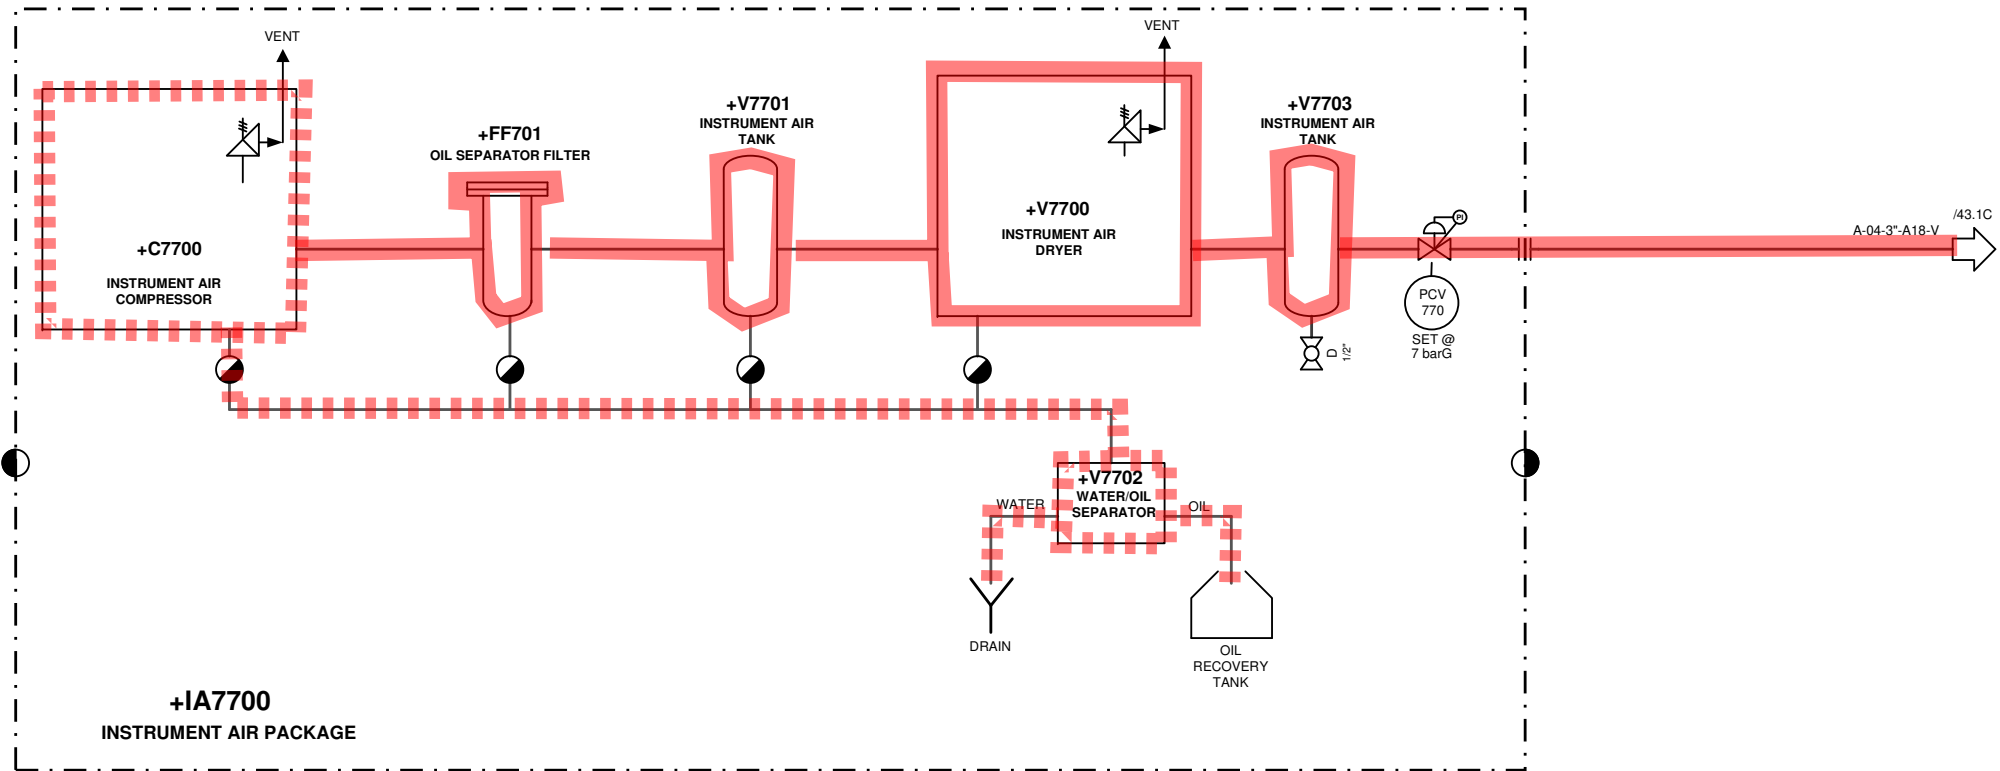 VENT
VENT
+V7701
INSTRUMENT AIR
TANK
+V7703
INSTRUMENT AIR
TANK
+FF701
OIL SEPARATOR FILTER
+V7700
INSTRUMENT AIR
DRYER
+C7700
INSTRUMENT AIR
COMPRESSOR
PI
/43.1C
A-04-3"-A18-V
PCV
770
SET @
7 barG
D
1/2"
+V7702
WATER/OIL
SEPARATOR
WATER
OIL
DRAIN
OIL
RECOVERY
TANK
+IA7700
INSTRUMENT AIR PACKAGE